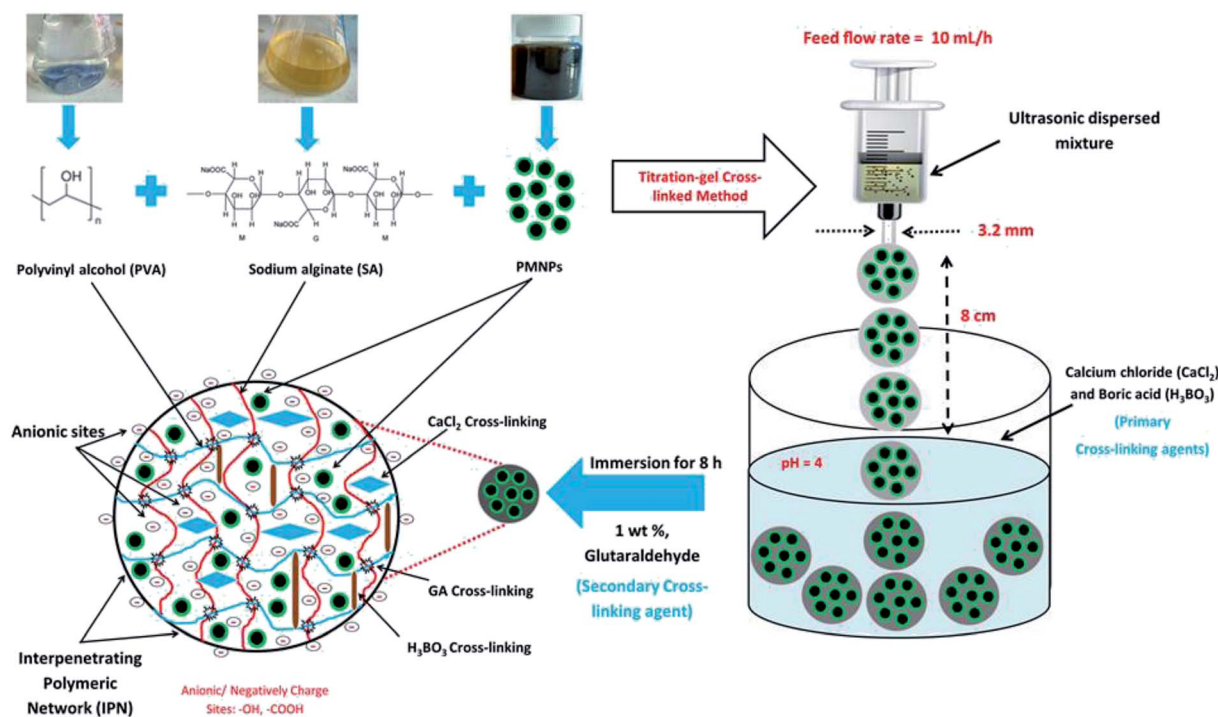 Feed flow rate = 10 mL/h
Ultrasonic dispersed
mixture
OH
n
NaOOC
H
H
OH
OH
H
H
O
H
NaOOC
M
G
M
Titration-gel Cross-
linked Method
3.2 mm
Polyvinyl alcohol (PVA)
Sodium alginate (SA)
PMNPs
8 cm
Calcium chloride (CaCl₂)
and Boric acid (H₃BO₃)
(Primary
Cross-linking agents)
pH = 4
Anionic sites
CaCl₂ Cross-linking
Immersion for 8 h
1 wt %,
Glutaraldehyde
(Secondary Cross-
linking agent)
GA Cross-linking
H₃BO₃ Cross-linking
Interpenetrating
Polymeric
Network (IPN)
Anionic/ Negatively Charge
Sites: -OH, -COOH